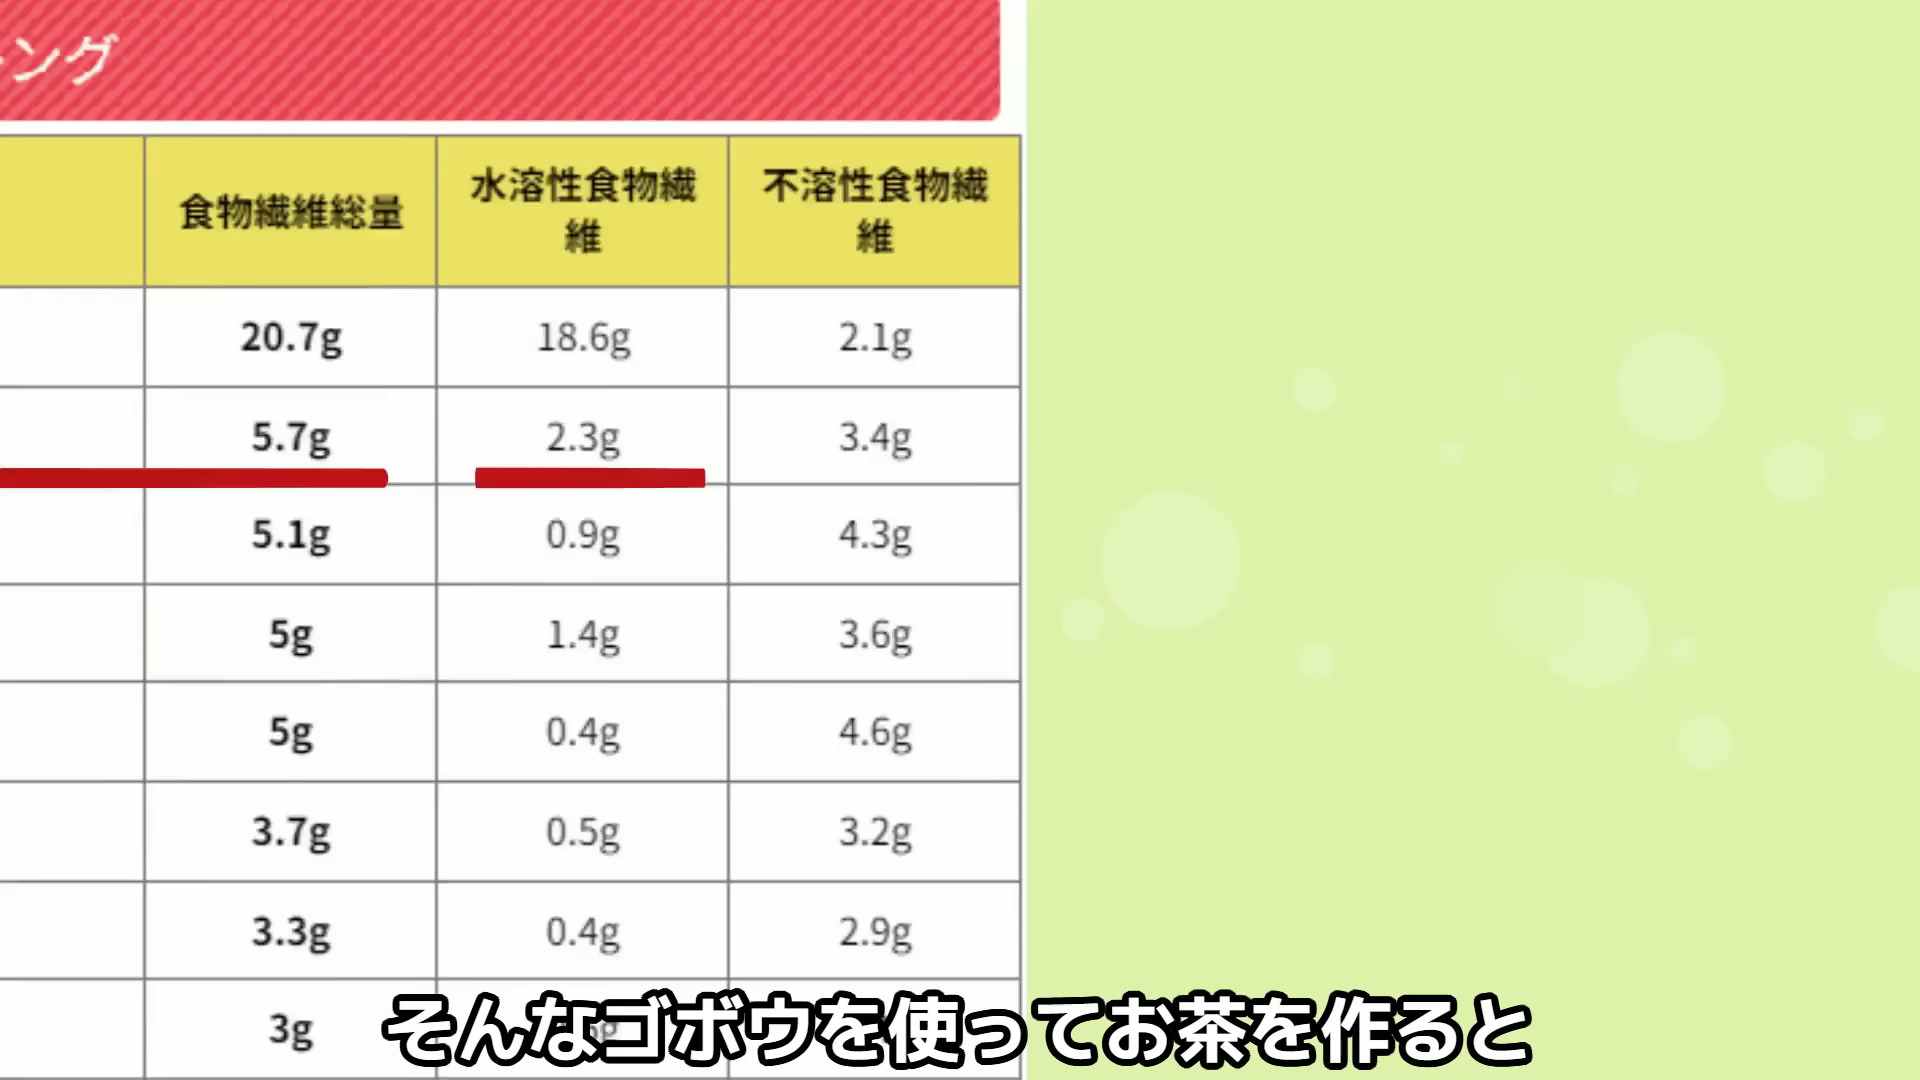 ング
食物繊維総量
水溶性食物繊
維
不溶性食物繊
維
20.7g 18.6g 2.1g
5.7g 2.3g 3.4g
5.1g 0.9g 4.3g
5g 1.4g 3.6g
5g 0.4g 4.6g
3.7g 0.5g 3.2g
3.3g 0.4g 2.9g
3g
そんなゴボウを使ってお茶を作ると